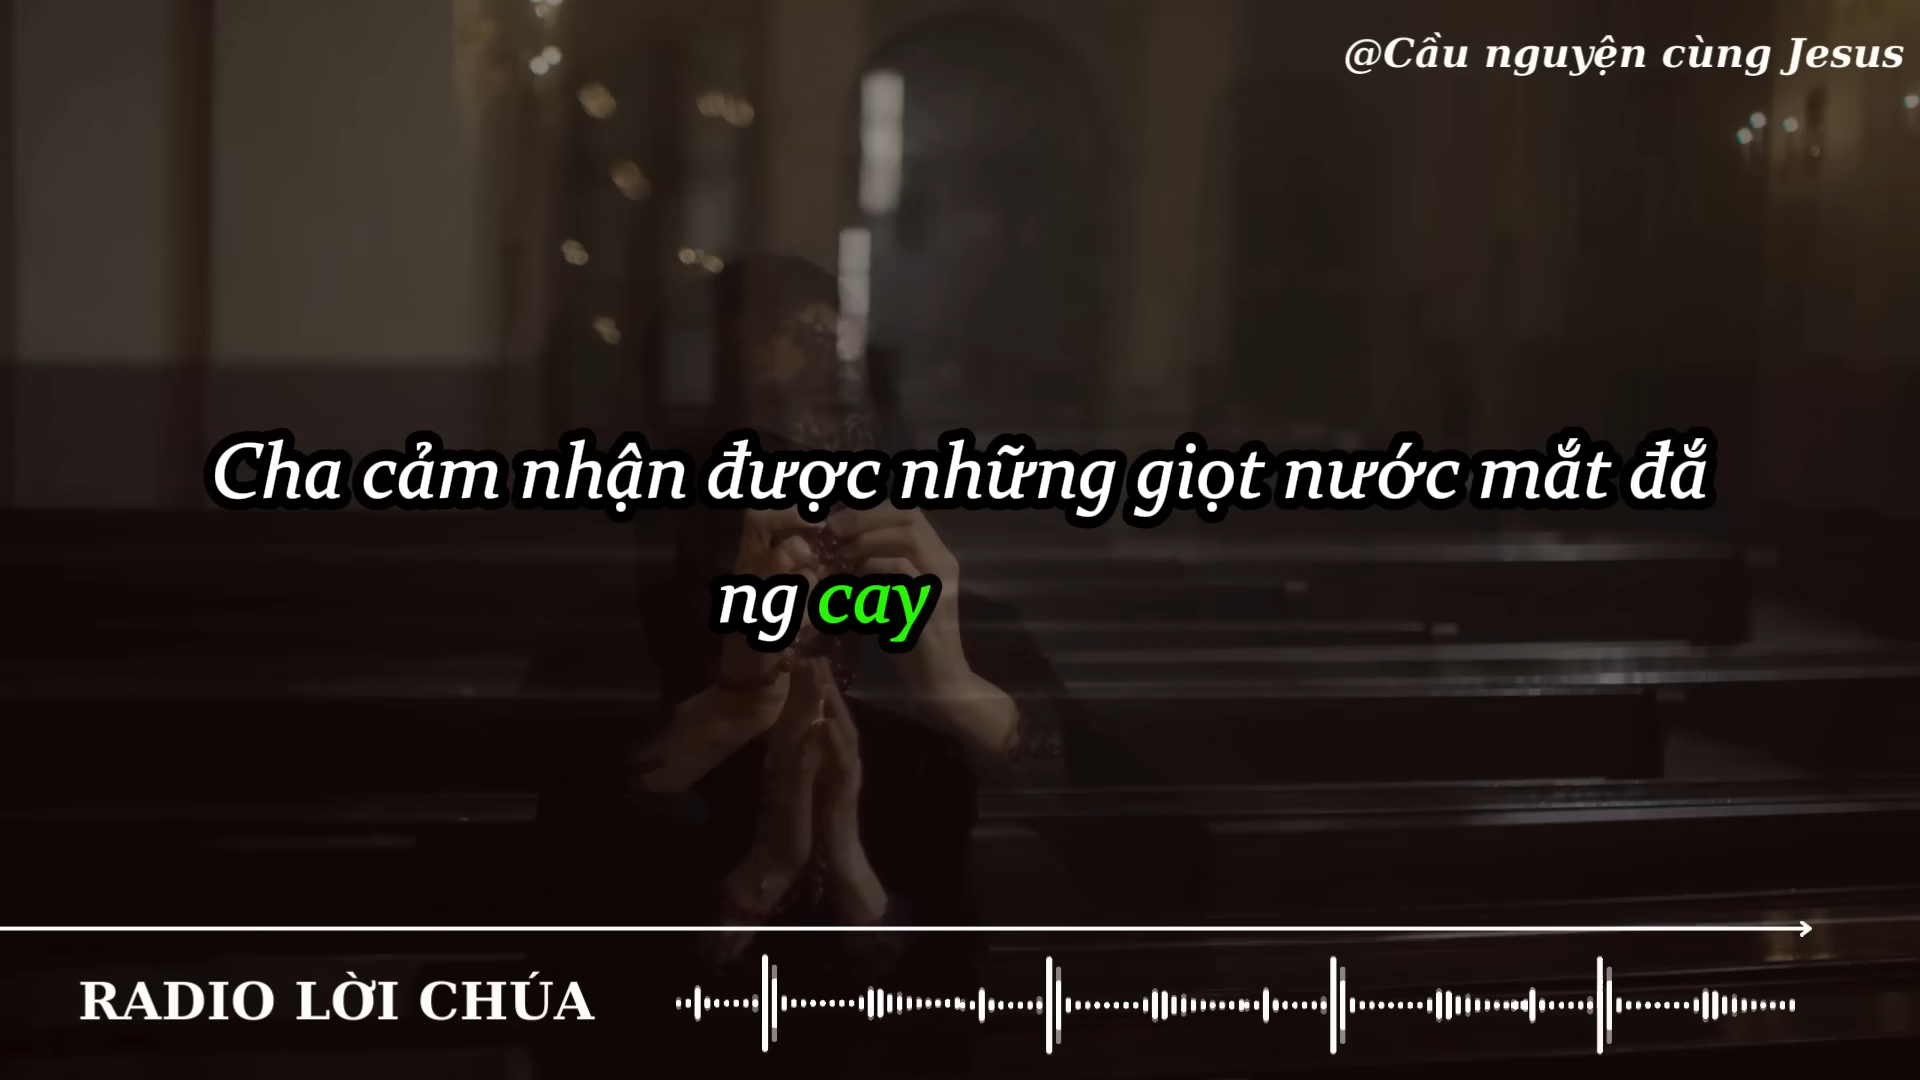 @Cầu nguyện cùng Jesus
Cha cảm nhận được những giọt nước mắt đắ
ng cay
RADIO LỜI CHÚA